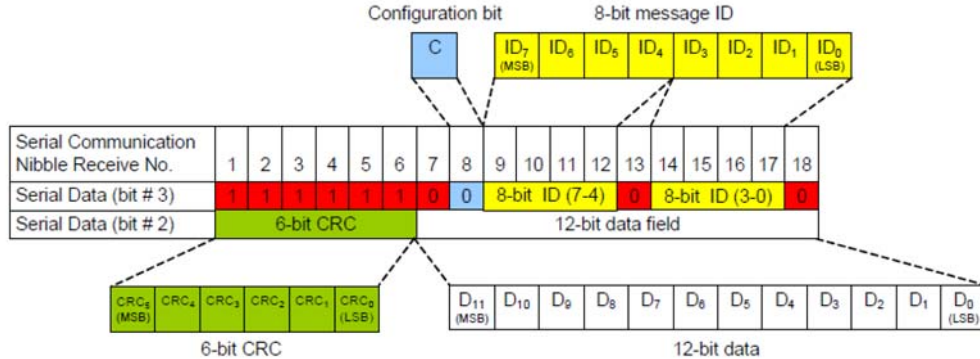 Configuration bit 8-bit message ID
C ID₇ (MSB) ID₆ ID₅ ID₄ ID₃ ID₂ ID₁ ID₀ (LSB)
Serial Communication
Nibble Receive No. 1 2 3 4 5 6 7 8 9 10 11 12 13 14 15 16 17 18
Serial Data (bit # 3) 1 1 1 1 1 1 0 0 8-bit ID (7-4) 0 8-bit ID (3-0) 0
Serial Data (bit # 2) 6-bit CRC 12-bit data field
CRC₅ (MSB) CRC₄ CRC₃ CRC₂ CRC₁ CRC₀ (LSB) D₁₁ (MSB) D₁₀ D₉ D₈ D₇ D₆ D₅ D₄ D₃ D₂ D₁ D₀ (LSB)
6-bit CRC 12-bit data